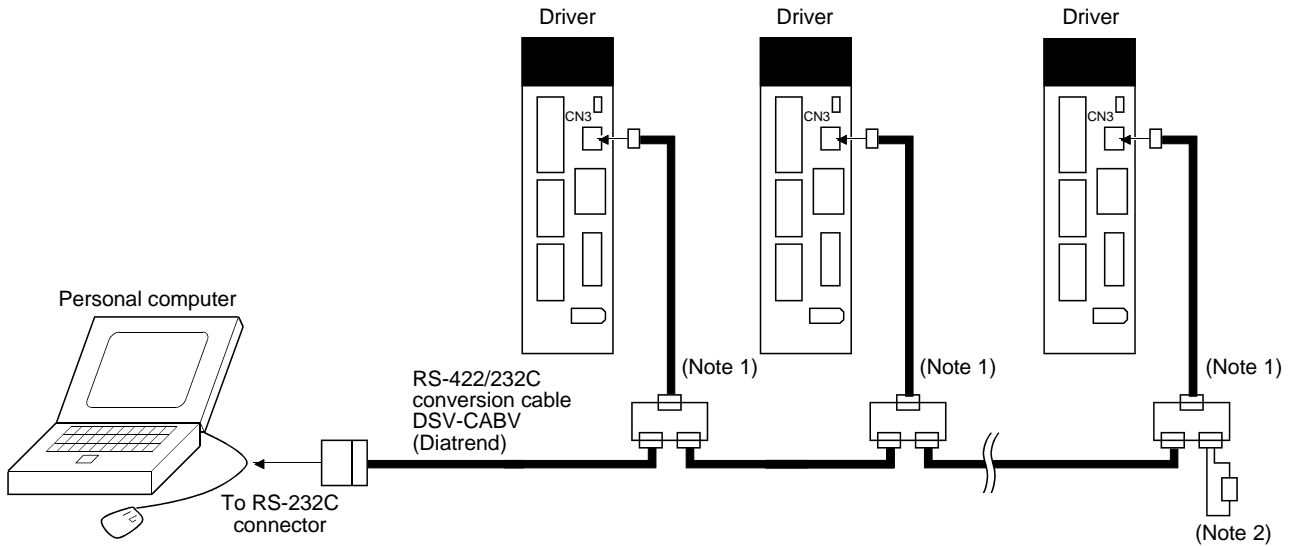 Driver
Driver
Driver
CN3
CN3
CN3
Personal computer
(Note 1)
(Note 1)
(Note 1)
RS-422/232C
conversion cable
DSV-CABV
(Diatrend)
To RS-232C
connector
(Note 2)